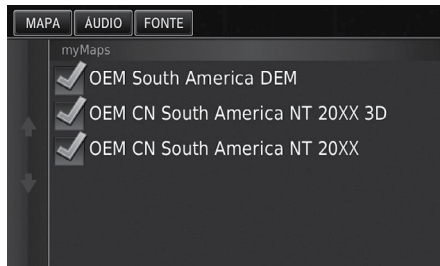 MAPA ÁUDIO FONTE
myMaps
OEM South America DEM
OEM CN South America NT 20XX 3D
OEM CN South America NT 20XX